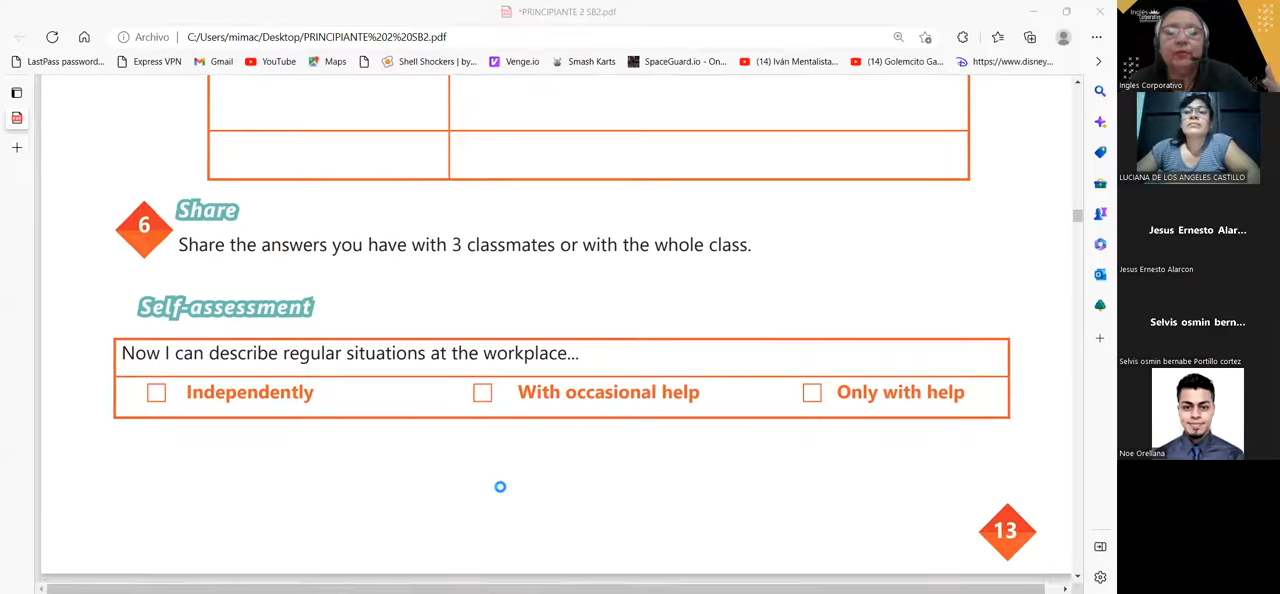 *PRINCIPIANTE 2 SB2.pdf
Archivo C:/Users/mimac/Desktop/PRINCIPIANTE%202%20SB2.pdf
LastPass password... Express VPN Gmail YouTube Maps Shell Shockers | by... Venge.io Smash Karts SpaceGuard.io - On... (14) Iván Mentalista... (14) Golemcito Ga... https://www.disney...
6
Share
Share the answers you have with 3 classmates or with the whole class.
Self-assessment
Now I can describe regular situations at the workplace...
Independently With occasional help Only with help
13
Inglés
Corporativo
Ingles Corporativo
LUCIANA DE LOS ANGELES CASTILLO
Jesus Ernesto Alar...
Jesus Ernesto Alarcon
Selvis osmin bern...
Selvis osmin bernabe Portillo cortez
Noe Orellana